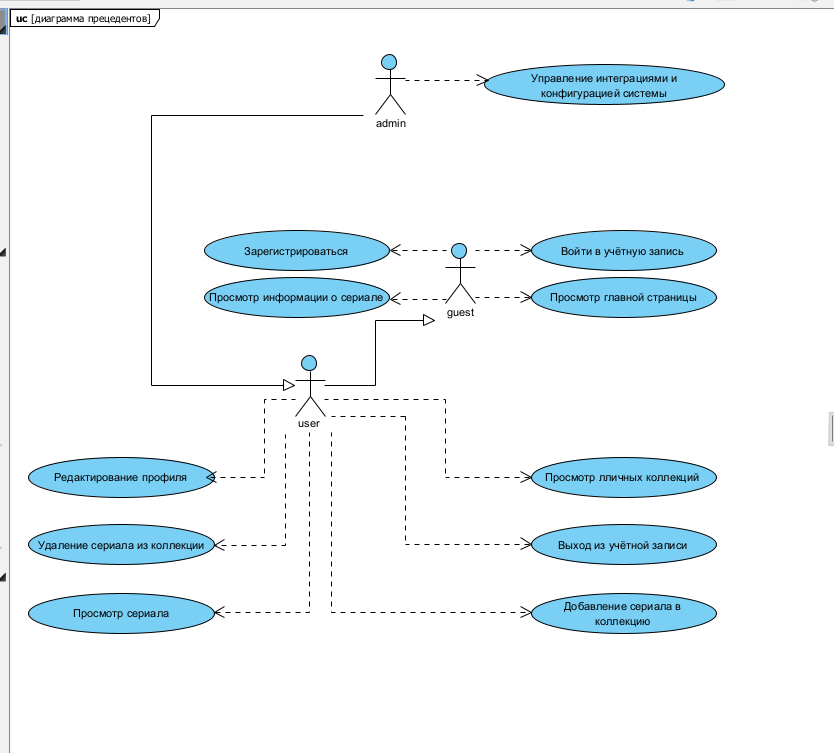 uc [диаграмма прецедентов]
Управление интеграциями и
конфигурацией системы
admin
Зарегистрироваться
Войти в учётную запись
Просмотр информации о сериале
Просмотр главной страницы
guest
user
Редактирование профиля
Просмотр лличных коллекций
Удаление сериала из коллекции
Выход из учётной записи
Просмотр сериала
Добавление сериала в
коллекцию